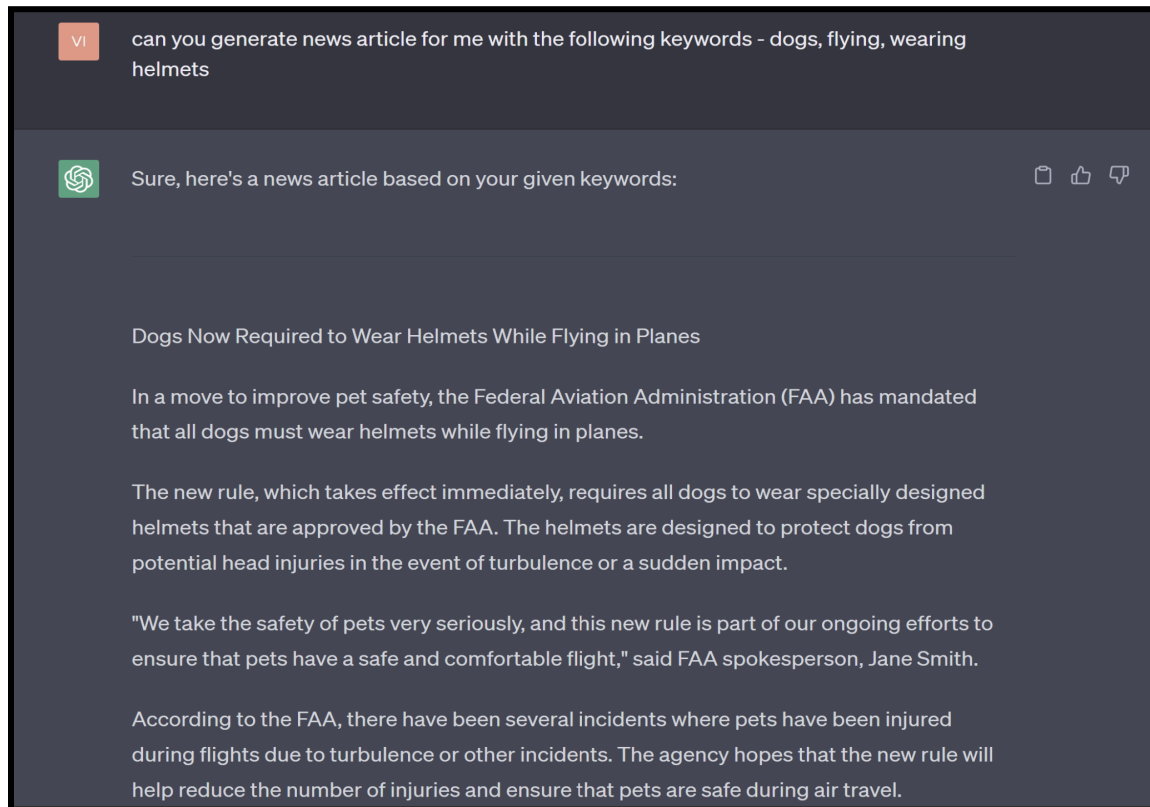 VI
can you generate news article for me with the following keywords - dogs, flying, wearing
helmets
Sure, here's a news article based on your given keywords:
Dogs Now Required to Wear Helmets While Flying in Planes
In a move to improve pet safety, the Federal Aviation Administration (FAA) has mandated
that all dogs must wear helmets while flying in planes.
The new rule, which takes effect immediately, requires all dogs to wear specially designed
helmets that are approved by the FAA. The helmets are designed to protect dogs from
potential head injuries in the event of turbulence or a sudden impact.
"We take the safety of pets very seriously, and this new rule is part of our ongoing efforts to
ensure that pets have a safe and comfortable flight," said FAA spokesperson, Jane Smith.
According to the FAA, there have been several incidents where pets have been injured
during flights due to turbulence or other incidents. The agency hopes that the new rule will
help reduce the number of injuries and ensure that pets are safe during air travel.